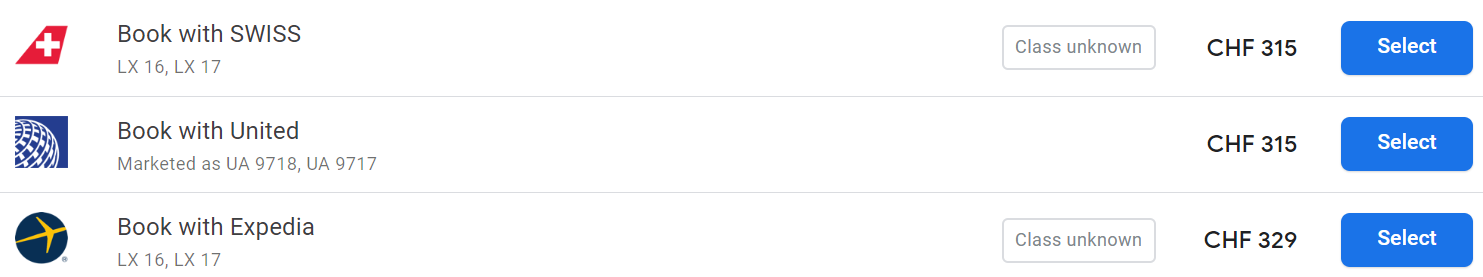 Book with SWISS
LX 16, LX 17
Class unknown
CHF 315
Select
Book with United
Marketed as UA 9718, UA 9717
CHF 315
Select
Book with Expedia
LX 16, LX 17
Class unknown
CHF 329
Select